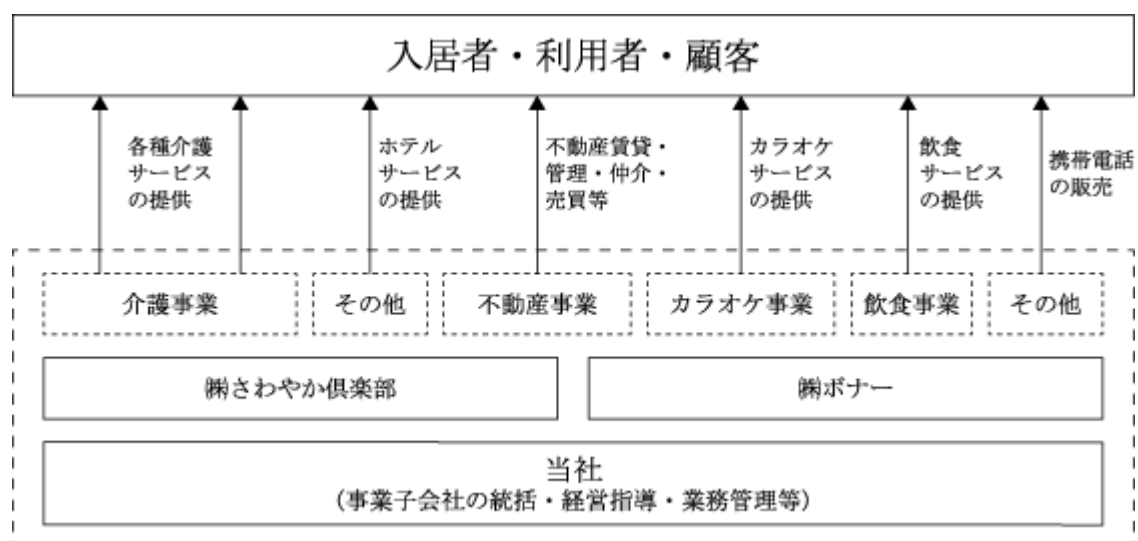 入居者・利用者・顧客
各種介護
サービス
の提供
ホテル
サービス
の提供
不動産賃貸・
管理・仲介・
売買等
カラオケ
サービス
の提供
飲食
サービス
の提供
携帯電話
の販売
介護事業
その他
不動産事業
カラオケ事業
飲食事業
その他
㈱さわやか倶楽部
㈱ボナー
当社
（事業子会社の統括・経営指導・業務管理等）